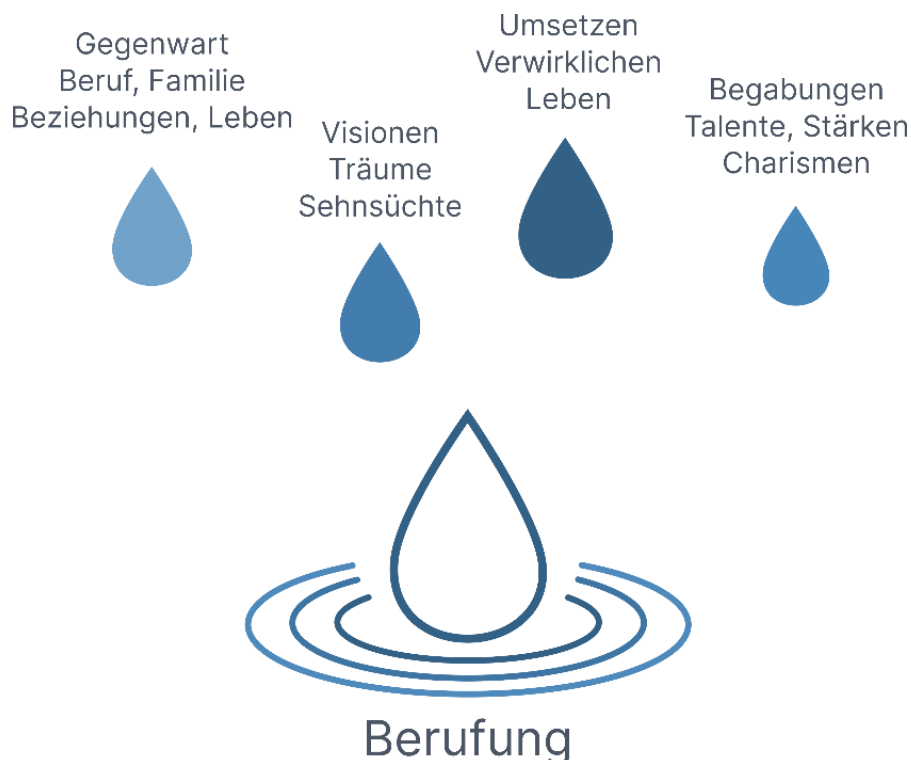 Gegenwart
Beruf, Familie
Beziehungen, Leben
Visionen
Träume
Sehnsüchte
Umsetzen
Verwirklichen
Leben
Begabungen
Talente, Stärken
Charismen
Berufung